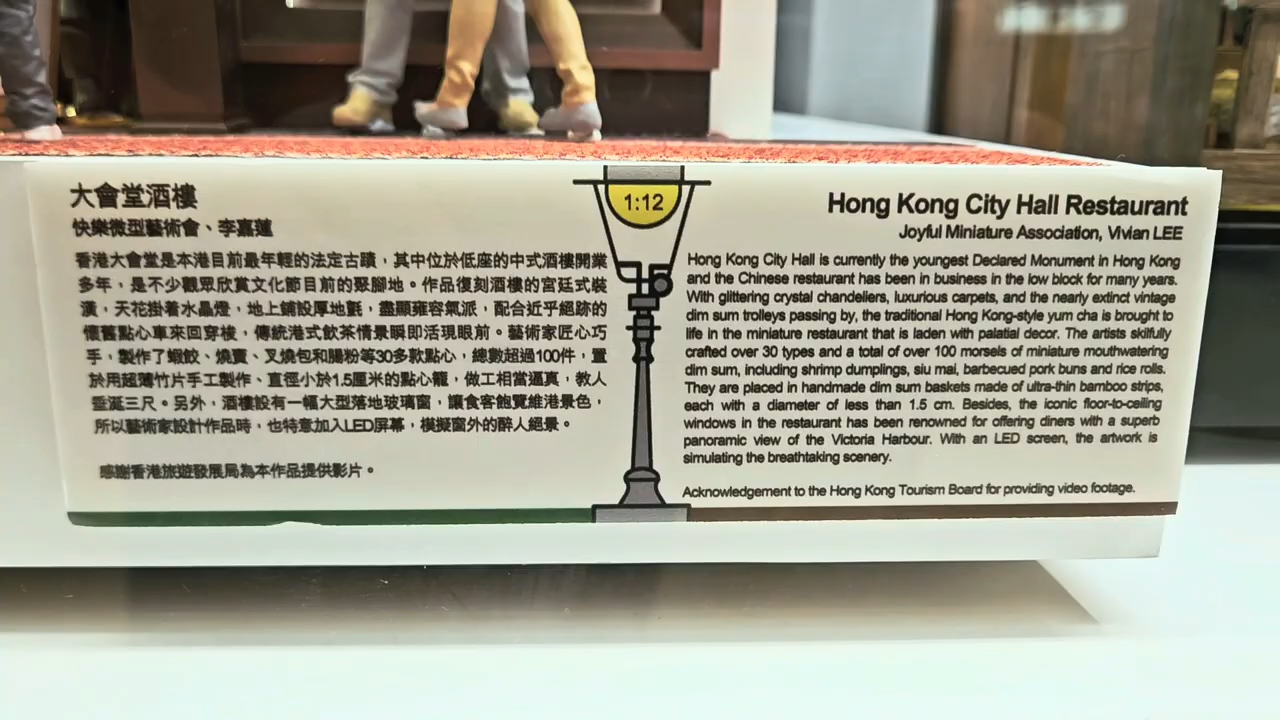 大會堂酒樓
快樂微型藝術會、李嘉蓮
香港大會堂是本港目前最年輕的法定古蹟，其中位於低座的中式酒樓開業
多年，是不少觀眾欣賞文化節目前的聚腳地。作品復刻酒樓的宮廷式裝
潢，天花掛着水晶燈，地上鋪設厚地氈，盡顯雍容氣派，配合近乎絕跡的
懷舊點心車來回穿梭，傳統港式飲茶情景瞬即活現眼前。藝術家匠心巧
手，製作了蝦餃、燒賣、叉燒包和腸粉等30多款點心，總數超過100件，置
於用超薄竹片手工製作、直徑小於1.5厘米的點心籠，做工相當逼真，教人
垂涎三尺。另外，酒樓設有一幅大型落地玻璃窗，讓食客飽覽維港景色，
所以藝術家設計作品時，也特意加入LED屏幕，模擬窗外的醉人絕景。
感謝香港旅遊發展局為本作品提供影片。
1:12
Hong Kong City Hall Restaurant
Joyful Miniature Association, Vivian LEE
Hong Kong City Hall is currently the youngest Declared Monument in Hong Kong
and the Chinese restaurant has been in business in the low block for many years.
With glittering crystal chandeliers, luxurious carpets, and the nearly extinct vintage
dim sum trolleys passing by, the traditional Hong Kong-style yum cha is brought to
life in the miniature restaurant that is laden with palatial decor. The artists skilfully
crafted over 30 types and a total of over 100 morsels of miniature mouthwatering
dim sum, including shrimp dumplings, siu mai, barbecued pork buns and rice rolls.
They are placed in handmade dim sum baskets made of ultra-thin bamboo strips,
each with a diameter of less than 1.5 cm. Besides, the iconic floor-to-ceiling
windows in the restaurant has been renowned for offering diners with a superb
panoramic view of the Victoria Harbour. With an LED screen, the artwork is
simulating the breathtaking scenery.
Acknowledgement to the Hong Kong Tourism Board for providing video footage.